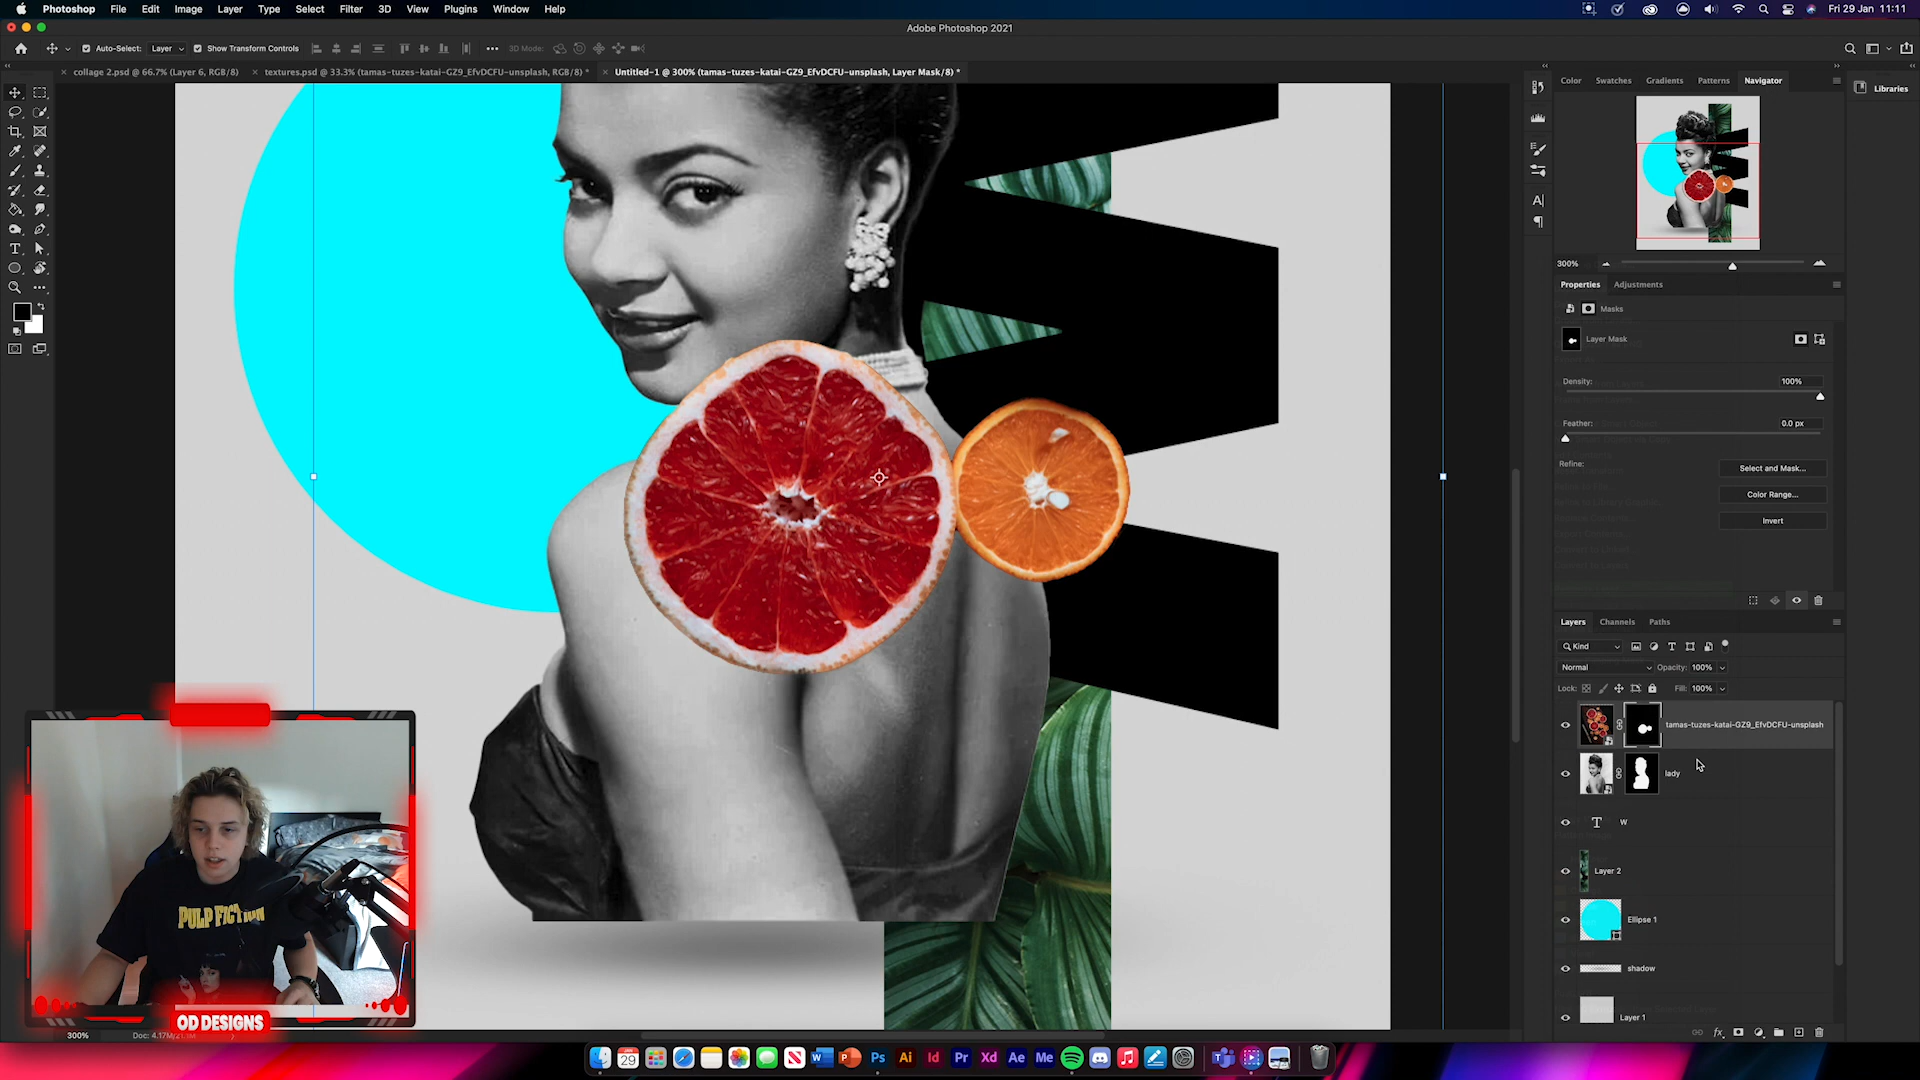 Photoshop File Edit Image Layer Type Select Filter 3D View Plugins Window Help
Fri 29 Jan 11:11
Adobe Photoshop 2021
Auto-Select: Layer Show Transform Controls 3D Mode:
collage 2.psd @ 66.7% (Layer 6, RGB/8)
textures.psd @ 33.3% (tamas-tuzes-katai-GZ9_EfvDCFU-unsplash, RGB/8) *
Untitled-1 @ 300% (tamas-tuzes-katai-GZ9_EfvDCFU-unsplash, Layer Mask/8) *
Color Swatches Gradients Patterns Navigator
Libraries
300%
Properties Adjustments
Masks
Layer Mask
Density: 100%
Feather: 0.0 px
Refine: Select and Mask...
Color Range...
Invert
Layers Channels Paths
Kind
Normal Opacity: 100%
Lock: Fill: 100%
tamas-tuzes-katai-GZ9_EfvDCFU-unsplash
lady
T W
Layer 2
Ellipse 1
shadow
Layer 1
PULP FICTION
OD DESIGNS
300%